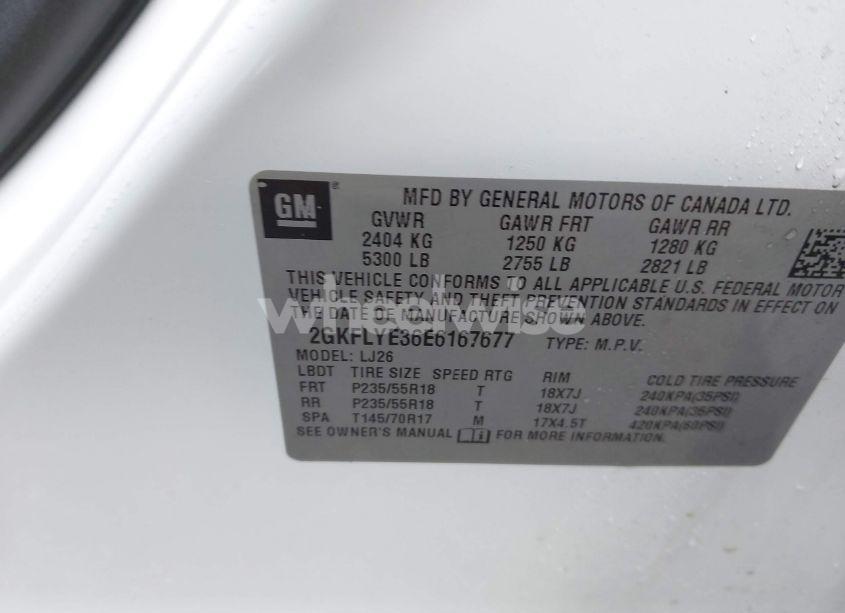 GM ®
MFD BY GENERAL MOTORS OF CANADA LTD.
GVWR GAWR FRT GAWR RR
2404 KG 1250 KG 1280 KG
5300 LB 2755 LB 2821 LB
THIS VEHICLE CONFORMS TO ALL APPLICABLE U.S. FEDERAL MOTOR
VEHICLE SAFETY AND THEFT PREVENTION STANDARDS IN EFFECT ON
THE DATE OF MANUFACTURE SHOWN ABOVE.
wheelwise
2GKFLYE36E6167677 TYPE: M.P.V.
MODEL: LJ26
LBDT TIRE SIZE SPEED RTG RIM COLD TIRE PRESSURE
FRT P235/55R18 T 18X7J 240KPA(35PSI)
RR P235/55R18 T 18X7J 240KPA(35PSI)
SPA T145/70R17 M 17X4.5T 420KPA(60PSI)
SEE OWNER'S MANUAL FOR MORE INFORMATION.